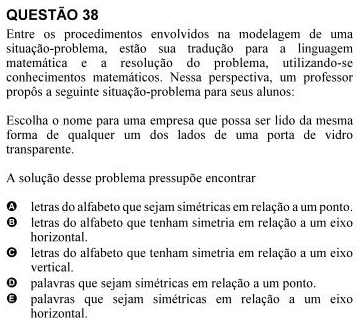 QUESTÃO 38
Entre os procedimentos envolvidos na modelagem de uma
situação-problema, estão sua tradução para a linguagem
matemática e a resolução do problema, utilizando-se
conhecimentos matemáticos. Nessa perspectiva, um professor
propôs a seguinte situação-problema para seus alunos:
Escolha o nome para uma empresa que possa ser lido da mesma
forma de qualquer um dos lados de uma porta de vidro
transparente.
A solução desse problema pressupõe encontrar
A letras do alfabeto que sejam simétricas em relação a um ponto.
B letras do alfabeto que tenham simetria em relação a um eixo
horizontal.
C letras do alfabeto que tenham simetria em relação a um eixo
vertical.
D palavras que sejam simétricas em relação a um ponto.
E palavras que sejam simétricas em relação a um eixo
horizontal.